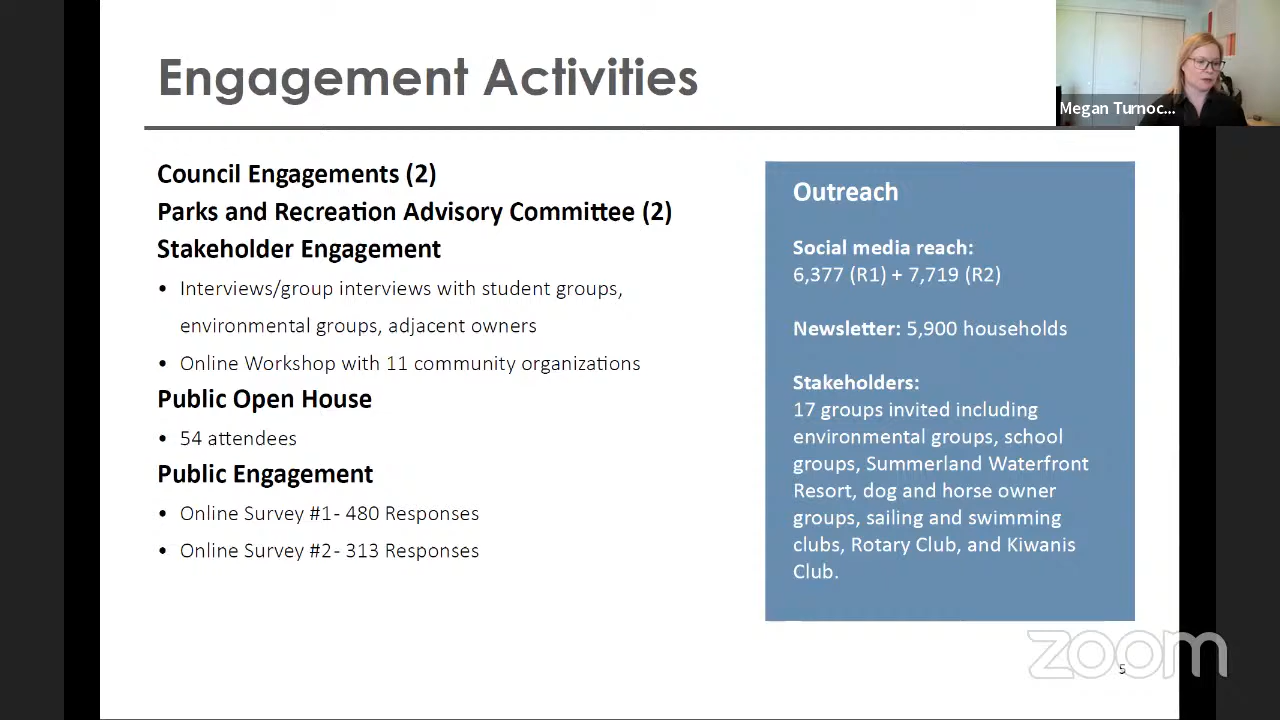 Engagement Activities
Megan Turnoc...
Council Engagements (2)
Parks and Recreation Advisory Committee (2)
Stakeholder Engagement
• Interviews/group interviews with student groups,
environmental groups, adjacent owners
• Online Workshop with 11 community organizations
Public Open House
• 54 attendees
Public Engagement
• Online Survey #1- 480 Responses
• Online Survey #2- 313 Responses
Outreach
Social media reach:
6,377 (R1) + 7,719 (R2)
Newsletter: 5,900 households
Stakeholders:
17 groups invited including
environmental groups, school
groups, Summerland Waterfront
Resort, dog and horse owner
groups, sailing and swimming
clubs, Rotary Club, and Kiwanis
Club.
zoom
5